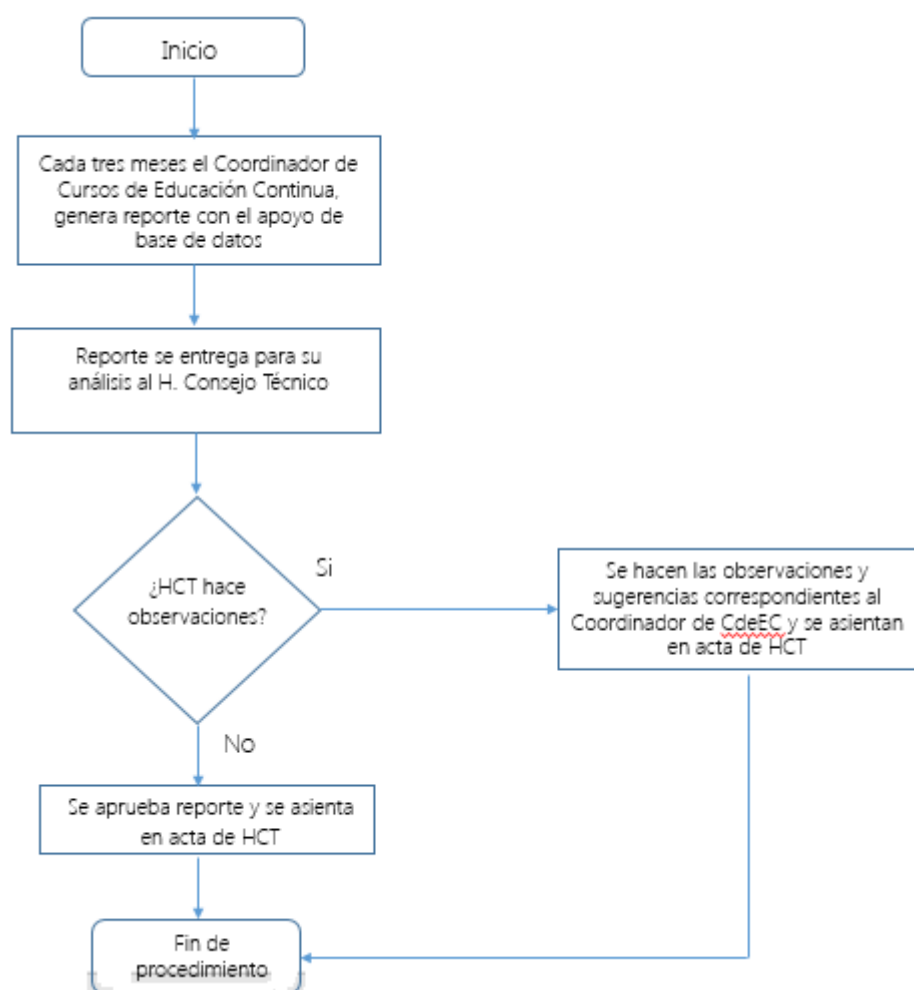 Inicio
Cada tres meses el Coordinador de
Cursos de Educación Continua,
genera reporte con el apoyo de
base de datos
Reporte se entrega para su
análisis al H. Consejo Técnico
¿HCT hace
observaciones?
Si
Se hacen las observaciones y
sugerencias correspondientes al
Coordinador de CdeEC y se asientan
en acta de HCT
No
Se aprueba reporte y se asienta
en acta de HCT
Fin de
procedimiento